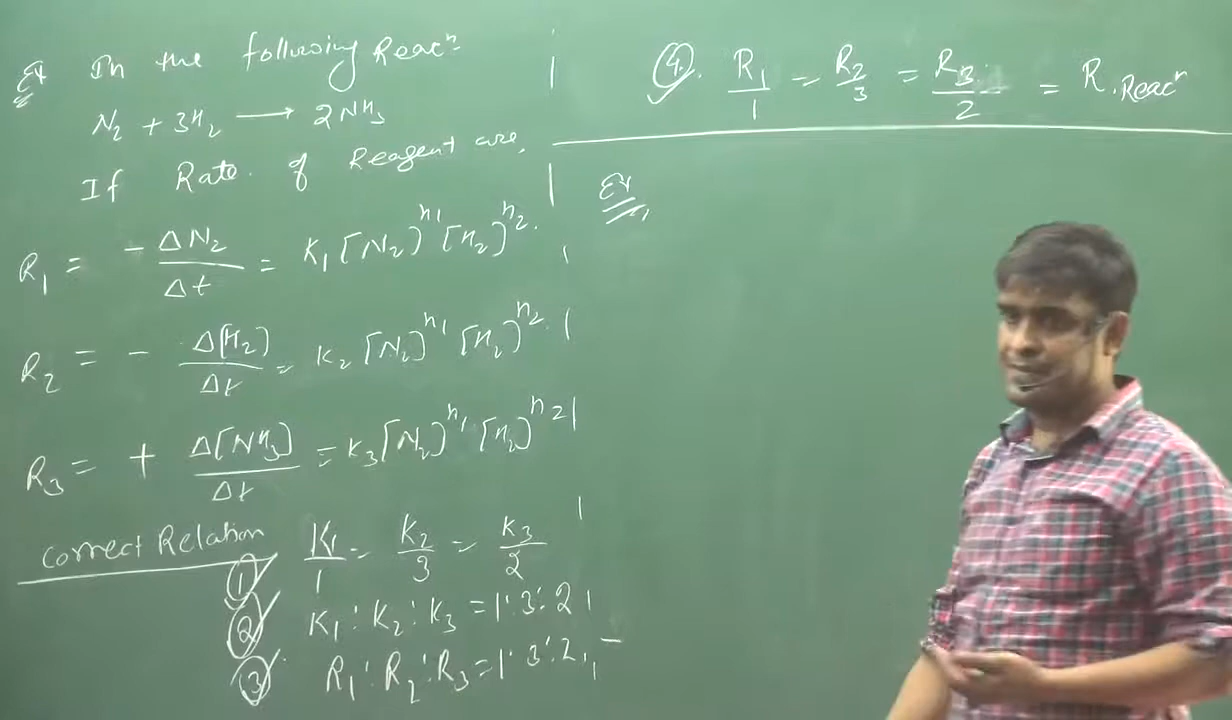 Ex In the following Reacⁿ
N₂ + 3H₂ ⟶ 2NH₃
If Rate of Reagent are,
R₁ = - ΔN₂/Δt = K₁ [N₂)ⁿ¹ [H₂)ⁿ².
R₂ = - Δ[H₂)/Δt = K₂ [N₂)ⁿ¹ [H₂)ⁿ².
R₃ = + Δ[NH₃)/Δt = K₃ [N₂)ⁿ¹ [H₂)ⁿ²
Correct Relation
① K₁/1 = K₂/3 = K₃/2
② K₁ : K₂ : K₃ = 1:3:2
③ R₁ : R₂ : R₃ = 1:3:2
④. R₁/1 = R₂/3 = R₃/2 = R. Reacⁿ
Ex